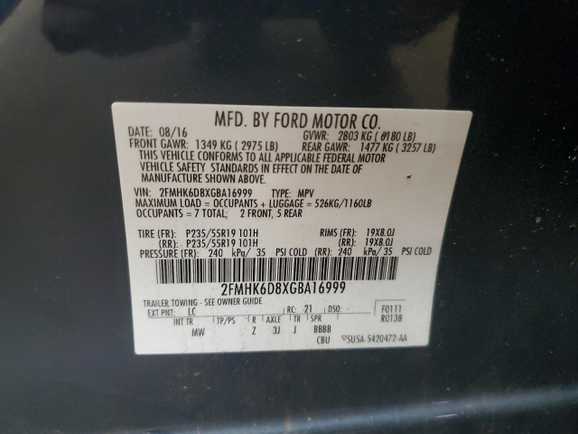 MFD. BY FORD MOTOR CO.
DATE: 08/16 GVWR: 2803 KG ( 6180 LB)
FRONT GAWR: 1349 KG ( 2975 LB) REAR GAWR: 1477 KG ( 3257 LB)
THIS VEHICLE CONFORMS TO ALL APPLICABLE FEDERAL MOTOR
VEHICLE SAFETY STANDARDS IN EFFECT ON THE DATE OF
MANUFACTURE SHOWN ABOVE.
VIN: 2FMHK6D8XGBA16999 TYPE: MPV
MAXIMUM LOAD = OCCUPANTS + LUGGAGE = 526KG/1160LB
OCCUPANTS = 7 TOTAL; 2 FRONT, 5 REAR
TIRE (FR): P235/55R19 101H RIMS (FR): 19X8.0J
(RR): P235/55R19 101H (RR): 19X8.0J
PRESSURE (FR): 240 kPa/ 35 PSI COLD (RR): 240 kPa/ 35 PSI COLD
2FMHK6D8XGBA16999
TRAILER TOWING - SEE OWNER GUIDE
EXT PNT: LC RC: 21 DSO: F0111
INT TR TP/PS R AXLE TR SPR R0138
MW Z 3J J BBBB
CBU 5U5A-5420472-AA